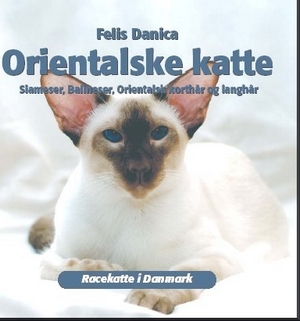 Felis Danica
Orientalske katte
Siameser, Balineser, Orientalsk korthår og langhår
Racekatte i Danmark